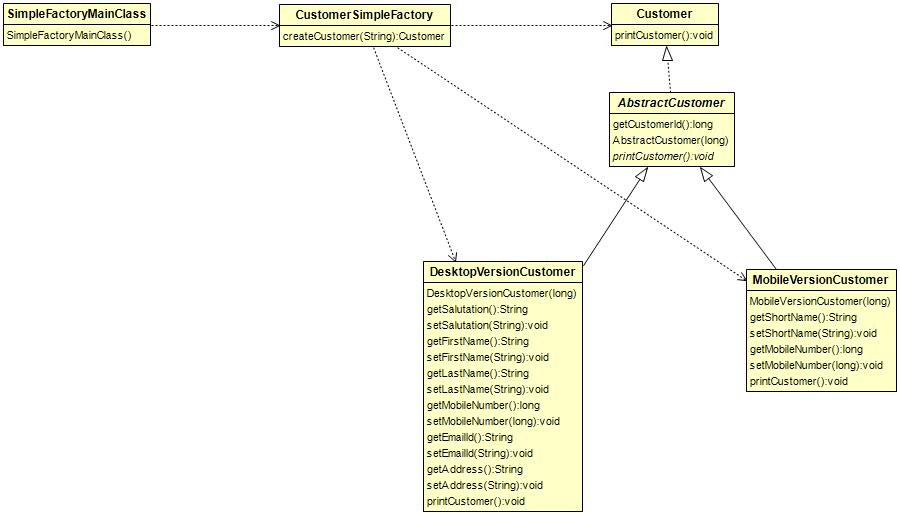 SimpleFactoryMainClass
SimpleFactoryMainClass()
CustomerSimpleFactory
createCustomer(String):Customer
Customer
printCustomer():void
AbstractCustomer
getCustomerId():long
AbstractCustomer(long)
printCustomer():void
DesktopVersionCustomer
DesktopVersionCustomer(long)
getSalutation():String
setSalutation(String):void
getFirstName():String
setFirstName(String):void
getLastName():String
setLastName(String):void
getMobileNumber():long
setMobileNumber(long):void
getEmailId():String
setEmailId(String):void
getAddress():String
setAddress(String):void
printCustomer():void
MobileVersionCustomer
MobileVersionCustomer(long)
getShortName():String
setShortName(String):void
getMobileNumber():long
setMobileNumber(long):void
printCustomer():void